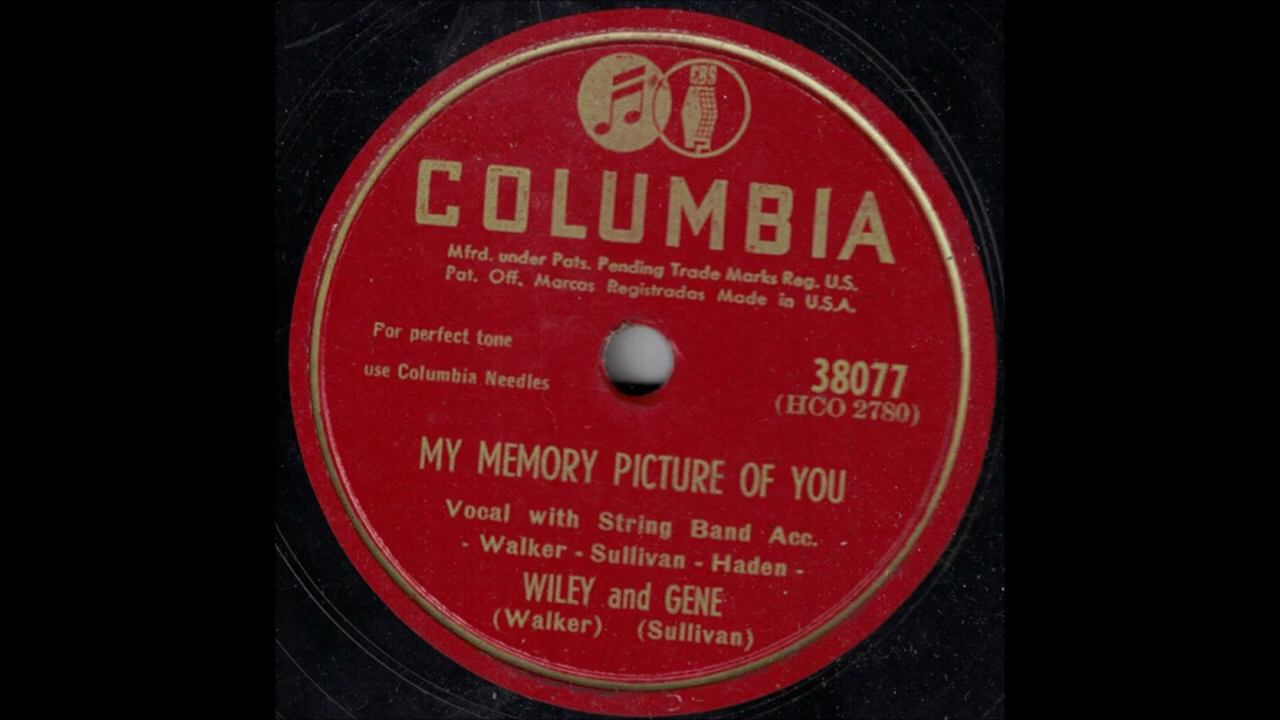 CBS
COLUMBIA
Mfrd. under Pats. Pending Trade Marks Reg. U.S.
Pat. Off. Marcas Registradas Made in U.S.A.
For perfect tone
use Columbia Needles
38077
(HCO 2780)
MY MEMORY PICTURE OF YOU
Vocal with String Band Acc.
- Walker - Sullivan - Haden -
WILEY and GENE
(Walker) (Sullivan)